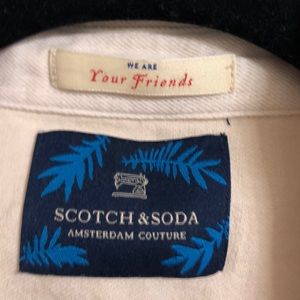 WE ARE
Your Friends
SCOTCH & SODA
AMSTERDAM COUTURE